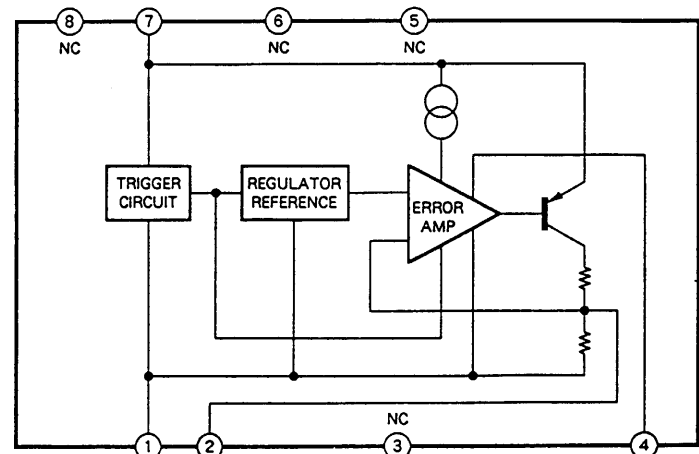 8
7
6
5
NC
NC
NC
TRIGGER
CIRCUIT
REGULATOR
REFERENCE
ERROR
AMP
NC
1
2
3
4